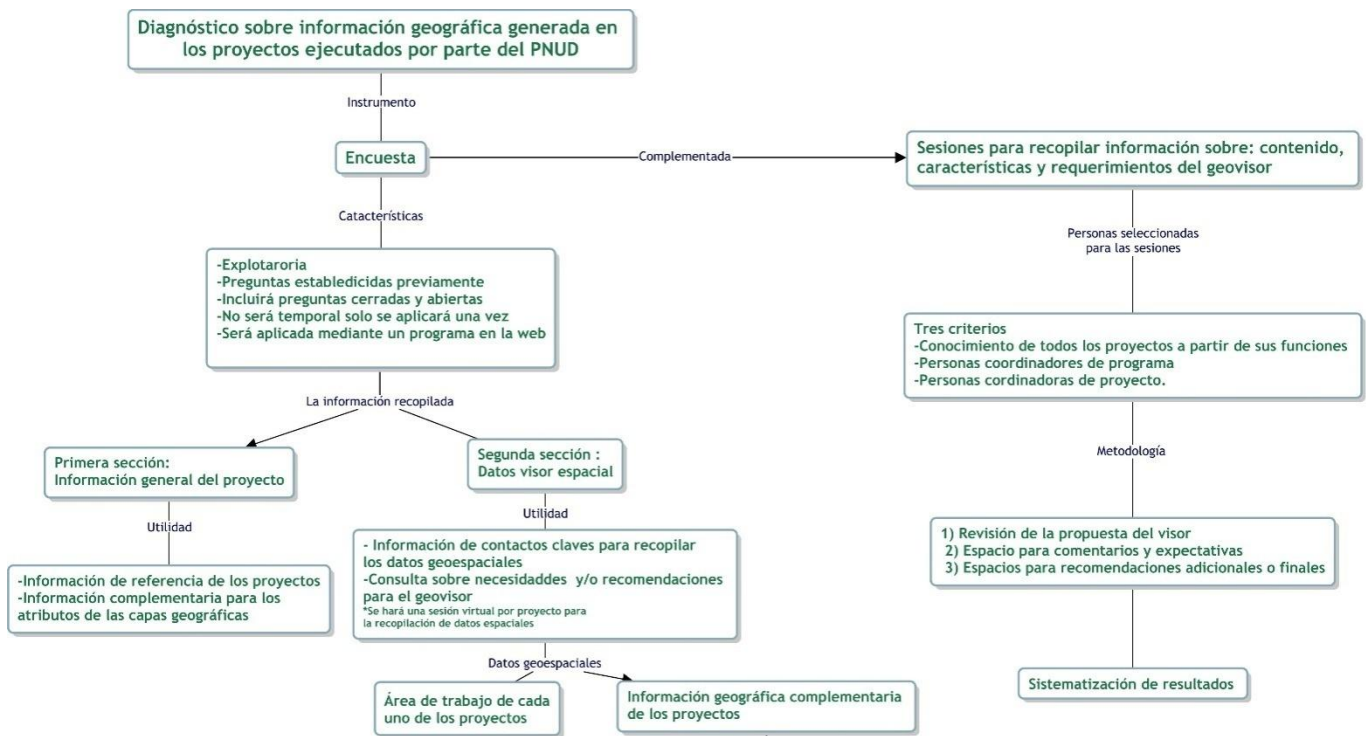 Diagnóstico sobre información geográfica generada en
los proyectos ejecutados por parte del PNUD
Instrumento
Encuesta
Complementada
Sesiones para recopilar información sobre: contenido,
características y requerimientos del geovisor
Catacterísticas
-Explotaroria
-Preguntas establedicidas previamente
-Incluirá preguntas cerradas y abiertas
-No será temporal solo se aplicará una vez
-Será aplicada mediante un programa en la web
Personas seleccionadas
para las sesiones
Tres criterios
-Conocimiento de todos los proyectos a partir de sus funciones
-Personas coordinadores de programa
-Personas cordinadoras de proyecto.
La información recopilada
Primera sección:
Información general del proyecto
Segunda sección :
Datos visor espacial
Metodología
Utilidad
Utilidad
-Información de referencia de los proyectos
-Información complementaria para los
atributos de las capas geográficas
- Información de contactos claves para recopilar
los datos geoespaciales
-Consulta sobre necesidaddes y/o recomendaciones
para el geovisor
*Se hará una sesión virtual por proyecto para
la recopilación de datos espaciales
1) Revisión de la propuesta del visor
2) Espacio para comentarios y expectativas
3) Espacios para recomendaciones adicionales o finales
Datos geoespaciales
Área de trabajo de cada
uno de los proyectos
Información geográfica complementaria
de los proyectos
Sistematización de resultados